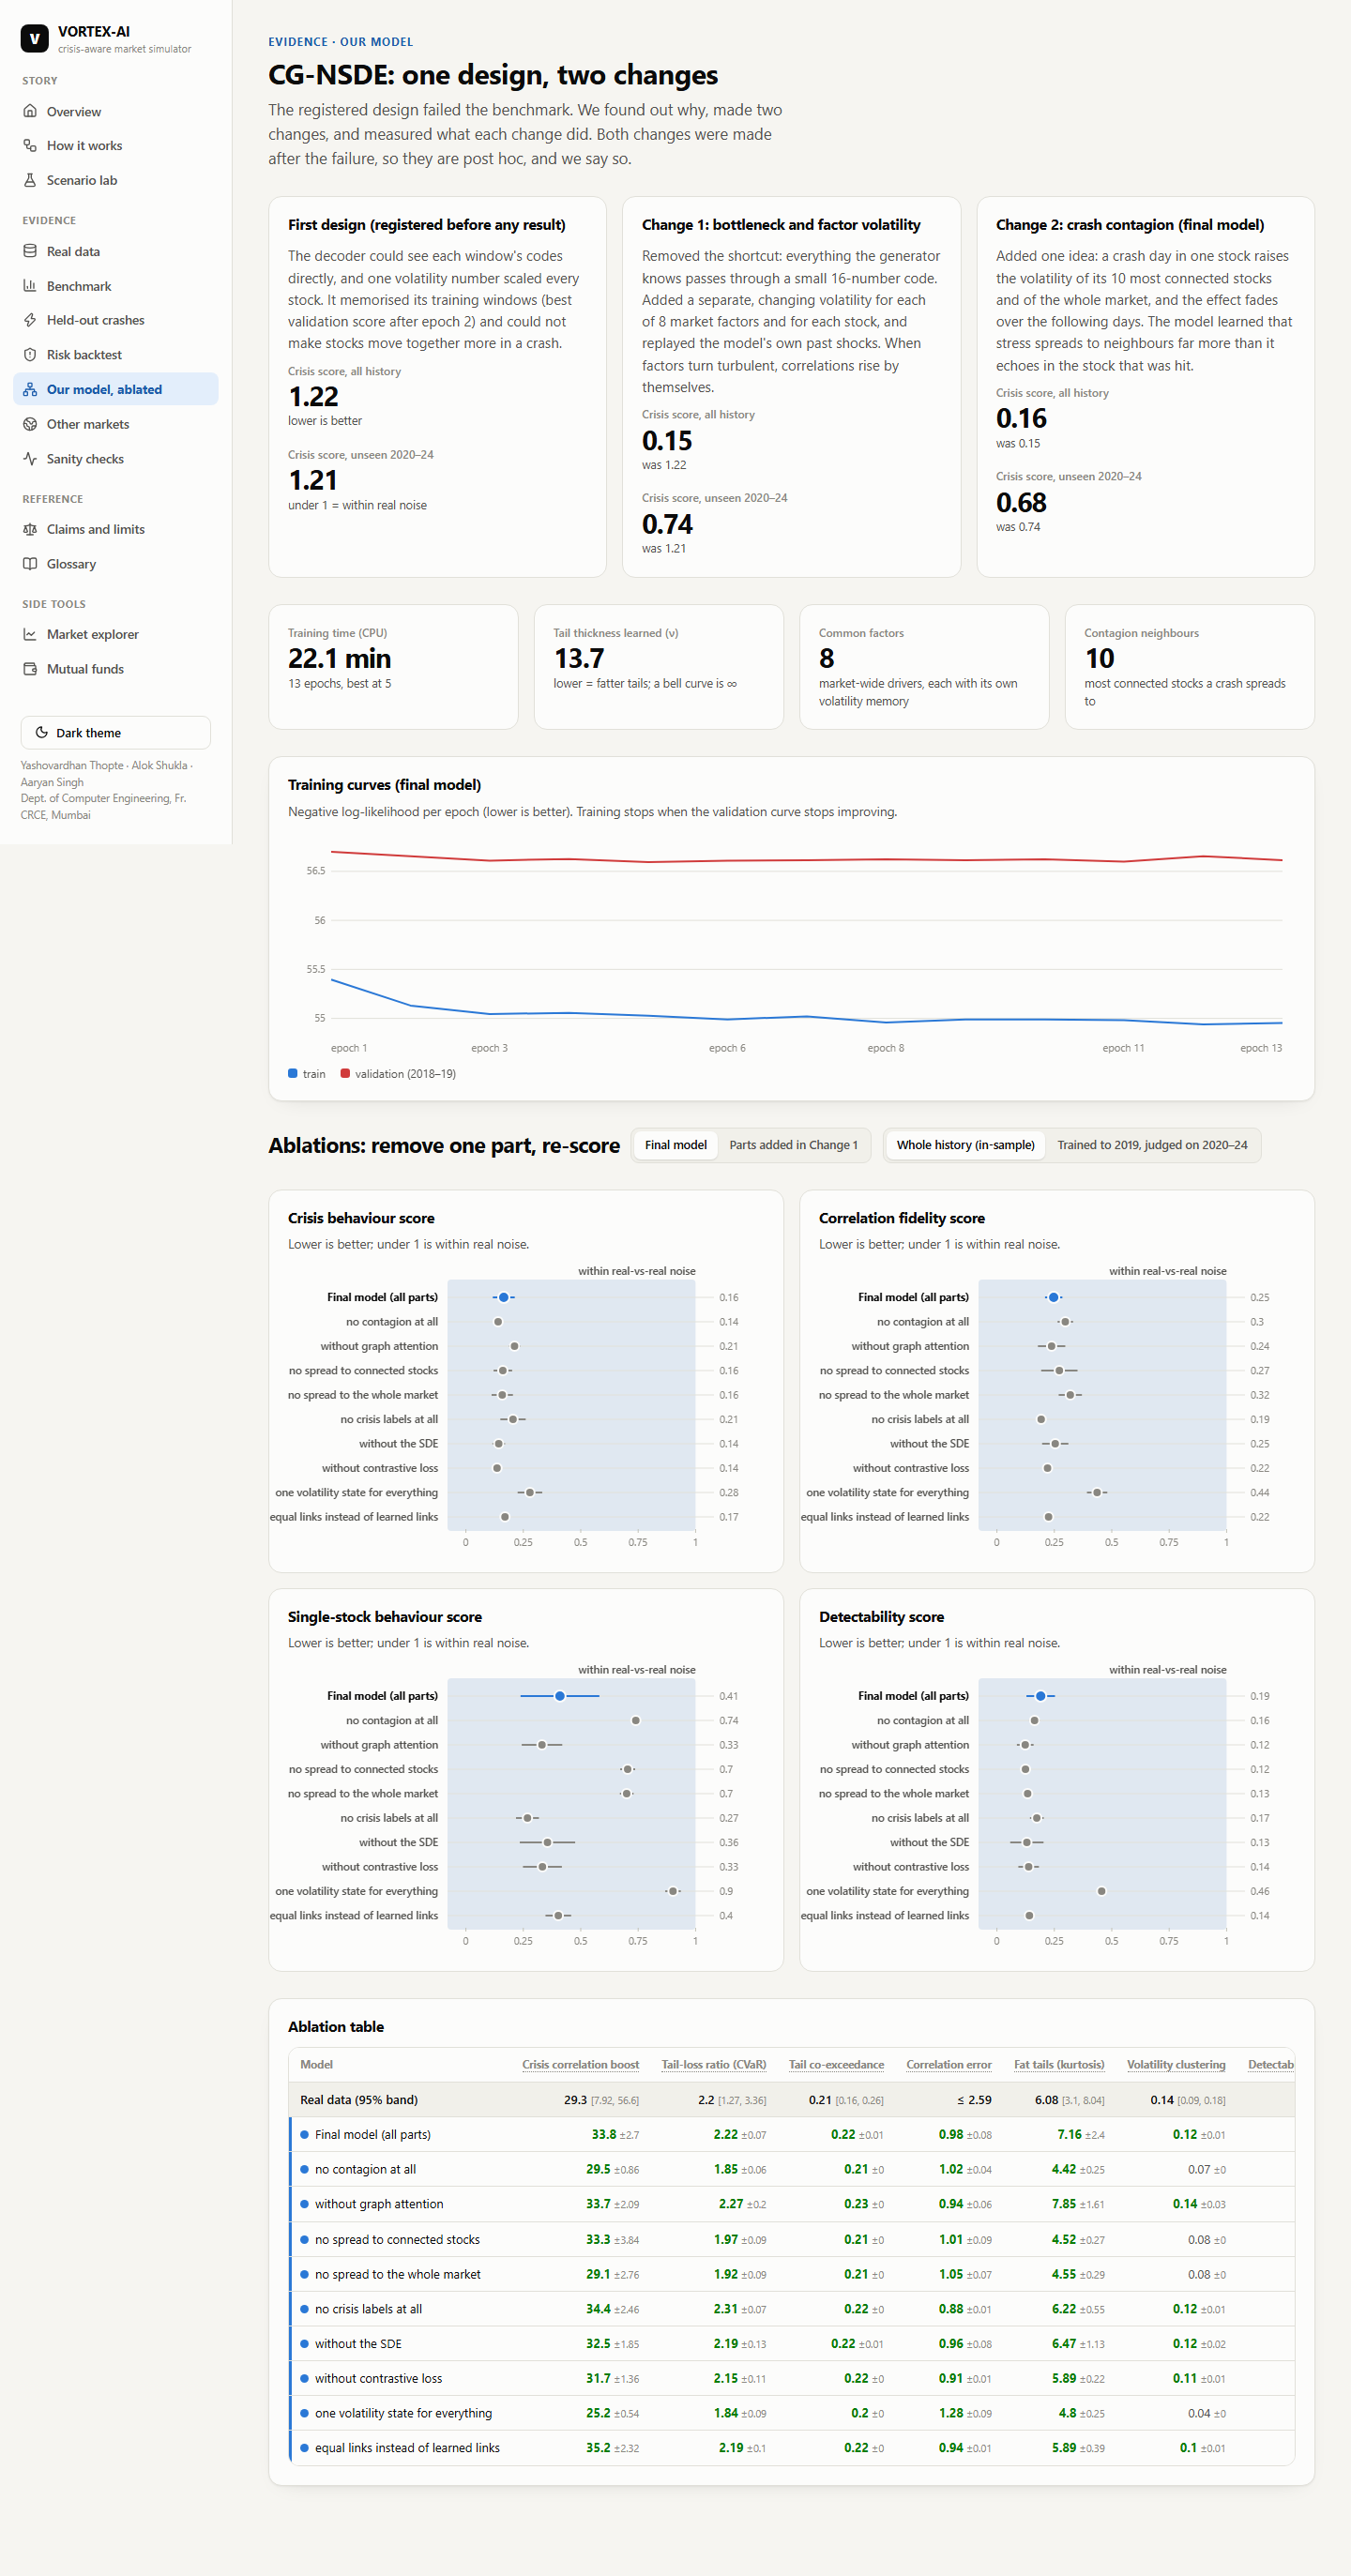 V
VORTEX-AI
crisis-aware market simulator
STORY
Overview
How it works
Scenario lab
EVIDENCE
Real data
Benchmark
Held-out crashes
Risk backtest
Our model, ablated
Other markets
Sanity checks
REFERENCE
Claims and limits
Glossary
SIDE TOOLS
Market explorer
Mutual funds
Dark theme
Yashovardhan Thopte · Alok Shukla ·
Aaryan Singh
Dept. of Computer Engineering, Fr.
CRCE, Mumbai
EVIDENCE · OUR MODEL
CG-NSDE: one design, two changes
The registered design failed the benchmark. We found out why, made two
changes, and measured what each change did. Both changes were made
after the failure, so they are post hoc, and we say so.
First design (registered before any result)
The decoder could see each window's codes
directly, and one volatility number scaled every
stock. It memorised its training windows (best
validation score after epoch 2) and could not
make stocks move together more in a crash.
Crisis score, all history
1.22
lower is better
Crisis score, unseen 2020–24
1.21
under 1 = within real noise
Change 1: bottleneck and factor volatility
Removed the shortcut: everything the generator
knows passes through a small 16-number code.
Added a separate, changing volatility for each
of 8 market factors and for each stock, and
replayed the model's own past shocks. When
factors turn turbulent, correlations rise by
themselves.
Crisis score, all history
0.15
was 1.22
Crisis score, unseen 2020–24
0.74
was 1.21
Change 2: crash contagion (final model)
Added one idea: a crash day in one stock raises
the volatility of its 10 most connected stocks
and of the whole market, and the effect fades
over the following days. The model learned that
stress spreads to neighbours far more than it
echoes in the stock that was hit.
Crisis score, all history
0.16
was 0.15
Crisis score, unseen 2020–24
0.68
was 0.74
Training time (CPU)
22.1 min
13 epochs, best at 5
Tail thickness learned (ν)
13.7
lower = fatter tails; a bell curve is ∞
Common factors
8
market-wide drivers, each with its own
volatility memory
Contagion neighbours
10
most connected stocks a crash spreads
to
Training curves (final model)
Negative log-likelihood per epoch (lower is better). Training stops when the validation curve stops improving.
56.5
56
55.5
55
epoch 1 epoch 3 epoch 6 epoch 8 epoch 11 epoch 13
train validation (2018–19)
Ablations: remove one part, re-score
Final model Parts added in Change 1
Whole history (in-sample) Trained to 2019, judged on 2020–24
Crisis behaviour score
Lower is better; under 1 is within real noise.
within real-vs-real noise
Final model (all parts) 0.16
no contagion at all 0.14
without graph attention 0.21
no spread to connected stocks 0.16
no spread to the whole market 0.16
no crisis labels at all 0.21
without the SDE 0.14
without contrastive loss 0.14
one volatility state for everything 0.28
equal links instead of learned links 0.17
0 0.25 0.5 0.75 1
Correlation fidelity score
Lower is better; under 1 is within real noise.
within real-vs-real noise
Final model (all parts) 0.25
no contagion at all 0.3
without graph attention 0.24
no spread to connected stocks 0.27
no spread to the whole market 0.32
no crisis labels at all 0.19
without the SDE 0.25
without contrastive loss 0.22
one volatility state for everything 0.44
equal links instead of learned links 0.22
0 0.25 0.5 0.75 1
Single-stock behaviour score
Lower is better; under 1 is within real noise.
within real-vs-real noise
Final model (all parts) 0.41
no contagion at all 0.74
without graph attention 0.33
no spread to connected stocks 0.7
no spread to the whole market 0.7
no crisis labels at all 0.27
without the SDE 0.36
without contrastive loss 0.33
one volatility state for everything 0.9
equal links instead of learned links 0.4
0 0.25 0.5 0.75 1
Detectability score
Lower is better; under 1 is within real noise.
within real-vs-real noise
Final model (all parts) 0.19
no contagion at all 0.16
without graph attention 0.12
no spread to connected stocks 0.12
no spread to the whole market 0.13
no crisis labels at all 0.17
without the SDE 0.13
without contrastive loss 0.14
one volatility state for everything 0.46
equal links instead of learned links 0.14
0 0.25 0.5 0.75 1
Ablation table
Model Crisis correlation boost Tail-loss ratio (CVaR) Tail co-exceedance Correlation error Fat tails (kurtosis) Volatility clustering Detectab
Real data (95% band) 29.3 [7.92, 56.6] 2.2 [1.27, 3.36] 0.21 [0.16, 0.26] ≤ 2.59 6.08 [3.1, 8.04] 0.14 [0.09, 0.18]
Final model (all parts) 33.8 ±2.7 2.22 ±0.07 0.22 ±0.01 0.98 ±0.08 7.16 ±2.4 0.12 ±0.01
no contagion at all 29.5 ±0.86 1.85 ±0.06 0.21 ±0 1.02 ±0.04 4.42 ±0.25 0.07 ±0
without graph attention 33.7 ±2.09 2.27 ±0.2 0.23 ±0 0.94 ±0.06 7.85 ±1.61 0.14 ±0.03
no spread to connected stocks 33.3 ±3.84 1.97 ±0.09 0.21 ±0 1.01 ±0.09 4.52 ±0.27 0.08 ±0
no spread to the whole market 29.1 ±2.76 1.92 ±0.09 0.21 ±0 1.05 ±0.07 4.55 ±0.29 0.08 ±0
no crisis labels at all 34.4 ±2.46 2.31 ±0.07 0.22 ±0 0.88 ±0.01 6.22 ±0.55 0.12 ±0.01
without the SDE 32.5 ±1.85 2.19 ±0.13 0.22 ±0.01 0.96 ±0.08 6.47 ±1.13 0.12 ±0.02
without contrastive loss 31.7 ±1.36 2.15 ±0.11 0.22 ±0 0.91 ±0.01 5.89 ±0.22 0.11 ±0.01
one volatility state for everything 25.2 ±0.54 1.84 ±0.09 0.2 ±0 1.28 ±0.09 4.8 ±0.25 0.04 ±0
equal links instead of learned links 35.2 ±2.32 2.19 ±0.1 0.22 ±0 0.94 ±0.01 5.89 ±0.39 0.1 ±0.01